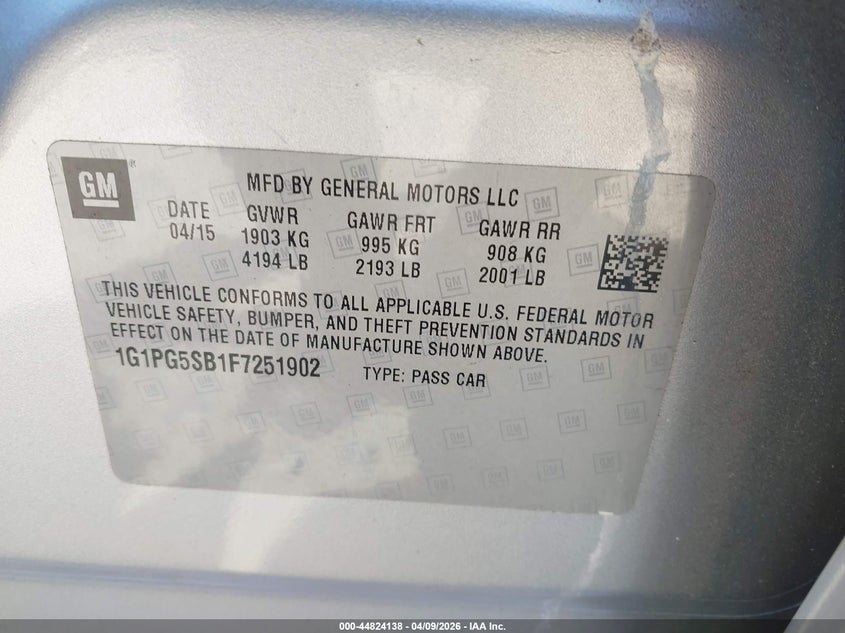 GM
MFD BY GENERAL MOTORS LLC
DATE GVWR GAWR FRT GAWR RR
04/15 1903 KG 995 KG 908 KG
4194 LB 2193 LB 2001 LB
THIS VEHICLE CONFORMS TO ALL APPLICABLE U.S. FEDERAL MOTOR
VEHICLE SAFETY, BUMPER, AND THEFT PREVENTION STANDARDS IN
EFFECT ON THE DATE OF MANUFACTURE SHOWN ABOVE.
1G1PG5SB1F7251902 TYPE: PASS CAR
000-44824138 - 04/09/2026 - IAA Inc.